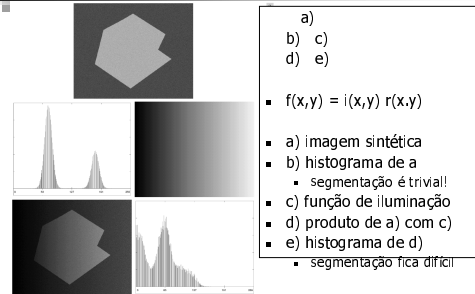 a)
b) c)
d) e)
f(x,y) = i(x,y) r(x.y)
a) imagem sintética
b) histograma de a
segmentação é trivial!
c) função de iluminação
d) produto de a) com c)
e) histograma de d)
segmentação fica difícil